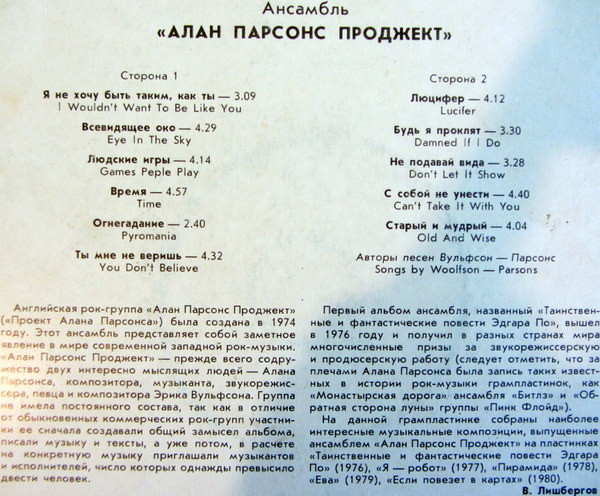 Ансамбль
«АЛАН ПАРСОНС ПРОДЖЕКТ»
Сторона 1
Я не хочу быть таким, как ты — 3.09
I Wouldn't Want To Be Like You
Всевидящее око — 4.29
Eye In The Sky
Людские игры — 4.14
Games Peple Play
Время — 4.57
Time
Огнегадание — 2.40
Pyromania
Ты мне не веришь — 4.32
You Don't Believe
Сторона 2
Люцифер — 4.12
Lucifer
Будь я проклят — 3.30
Damned If I Do
Не подавай вида — 3.28
Don't Let It Show
С собой не унести — 4.40
Can't Take It With You
Старый и мудрый — 4.04
Old And Wise
Авторы песен Вульфсон — Парсонс
Songs by Woolfson — Parsons
Английская рок-группа «Алан Парсонс Проджект»
(«Проект Алана Парсонса») была создана в 1974
году. Этот ансамбль представляет собой заметное
явление в мире современной западной рок-музыки.
«Алан Парсонс Проджект» — прежде всего содру-
жество двух интересно мыслящих людей — Алана
Парсонса, композитора, музыканта, звукорежис-
сера, певца и композитора Эрика Вульфсона. Группа
не имела постоянного состава, так как в отличие
от обыкновенных коммерческих рок-групп участни-
ки ее сначала создавали общий замысел альбома,
писали музыку и тексты, а уже потом, в расчете
на конкретную музыку приглашали музыкантов
и исполнителей, число которых однажды превысило
двести человек.
Первый альбом ансамбля, названный «Таинствен-
ные и фантастические повести Эдгара По», вышел
в 1976 году и получил в разных странах мира
многочисленные призы за звукорежиссерскую
и продюсерскую работу (следует отметить, что за
плечами Алана Парсонса была запись таких извест-
ных в истории рок-музыки грампластинок, как
«Монастырская дорога» ансамбля «Битлз» и «Об-
ратная сторона луны» группы «Пинк Флойд»).
На данной грампластинке собраны наиболее
интересные музыкальные композиции, выпущенные
ансамблем «Алан Парсонс Проджект» на пластинках
«Таинственные и фантастические повести Эдгара
По» (1976), «Я — робот» (1977), «Пирамида» (1978),
«Ева» (1979), «Если повезет в картах» (1980).
В. Лишбергов